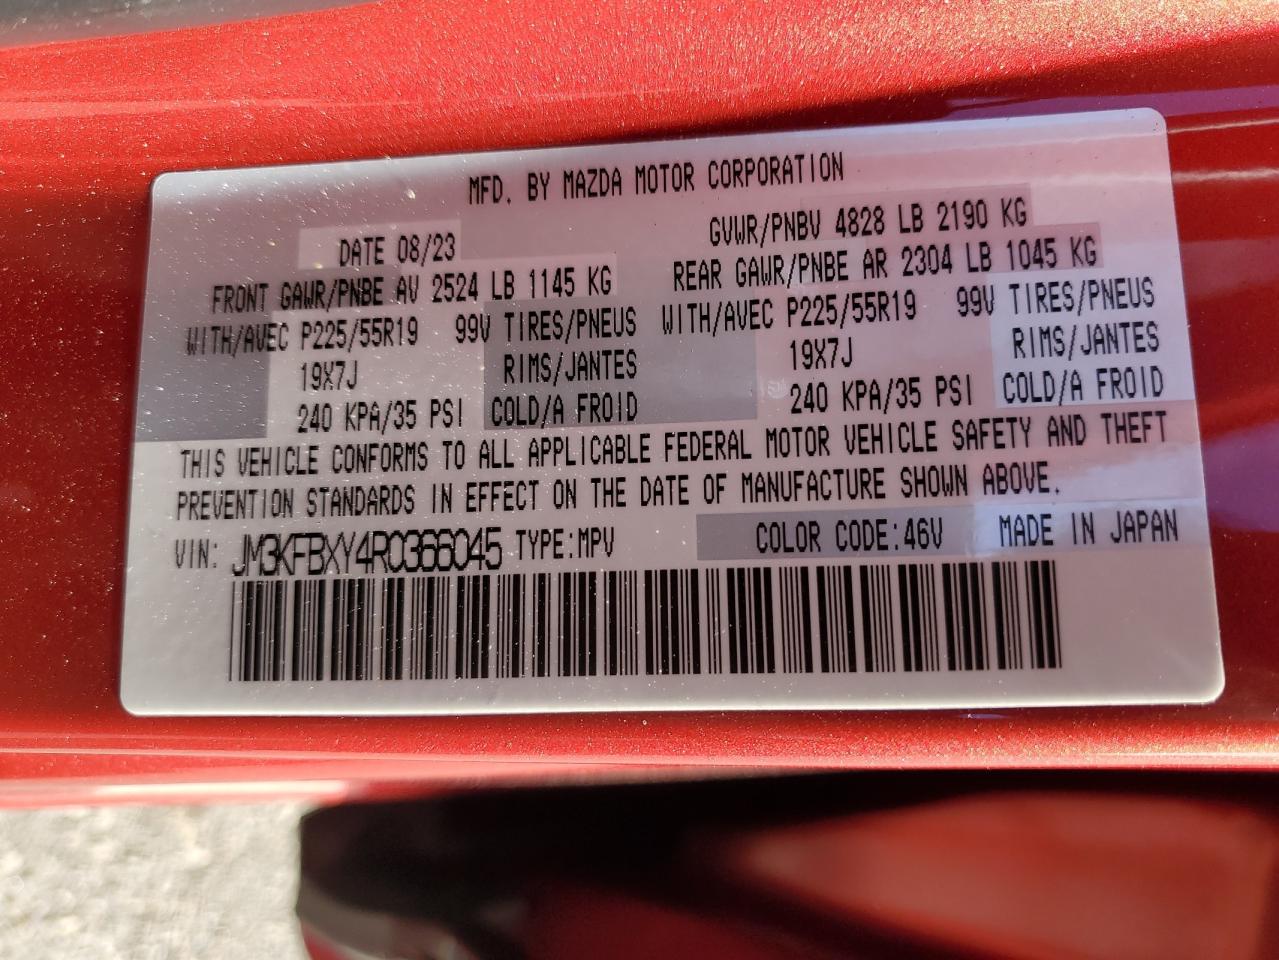 MFD. BY MAZDA MOTOR CORPORATION
DATE 08/23 GVWR/PNBV 4828 LB 2190 KG
FRONT GAWR/PNBE AV 2524 LB 1145 KG REAR GAWR/PNBE AR 2304 LB 1045 KG
WITH/AVEC P225/55R19 99V TIRES/PNEUS WITH/AVEC P225/55R19 99V TIRES/PNEUS
19X7J RIMS/JANTES 19X7J RIMS/JANTES
240 KPA/35 PSI COLD/A FROID 240 KPA/35 PSI COLD/A FROID
THIS VEHICLE CONFORMS TO ALL APPLICABLE FEDERAL MOTOR VEHICLE SAFETY AND THEFT
PREVENTION STANDARDS IN EFFECT ON THE DATE OF MANUFACTURE SHOWN ABOVE.
VIN: JM3KFBXY4R0366045 TYPE:MPV COLOR CODE:46V MADE IN JAPAN